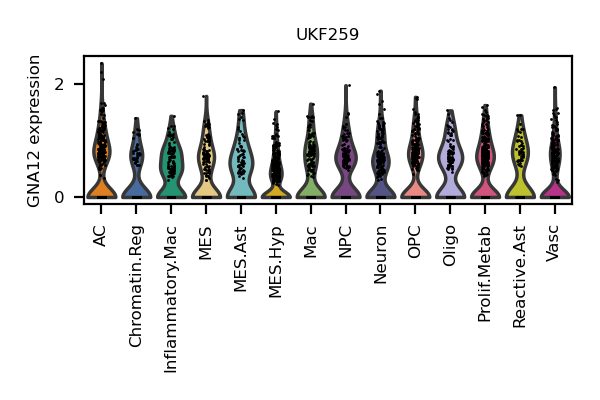 UKF259
GNA12 expression
2
0
AC
Chromatin.Reg
Inflammatory.Mac
MES
MES.Ast
MES.Hyp
Mac
NPC
Neuron
OPC
Oligo
Prolif.Metab
Reactive.Ast
Vasc